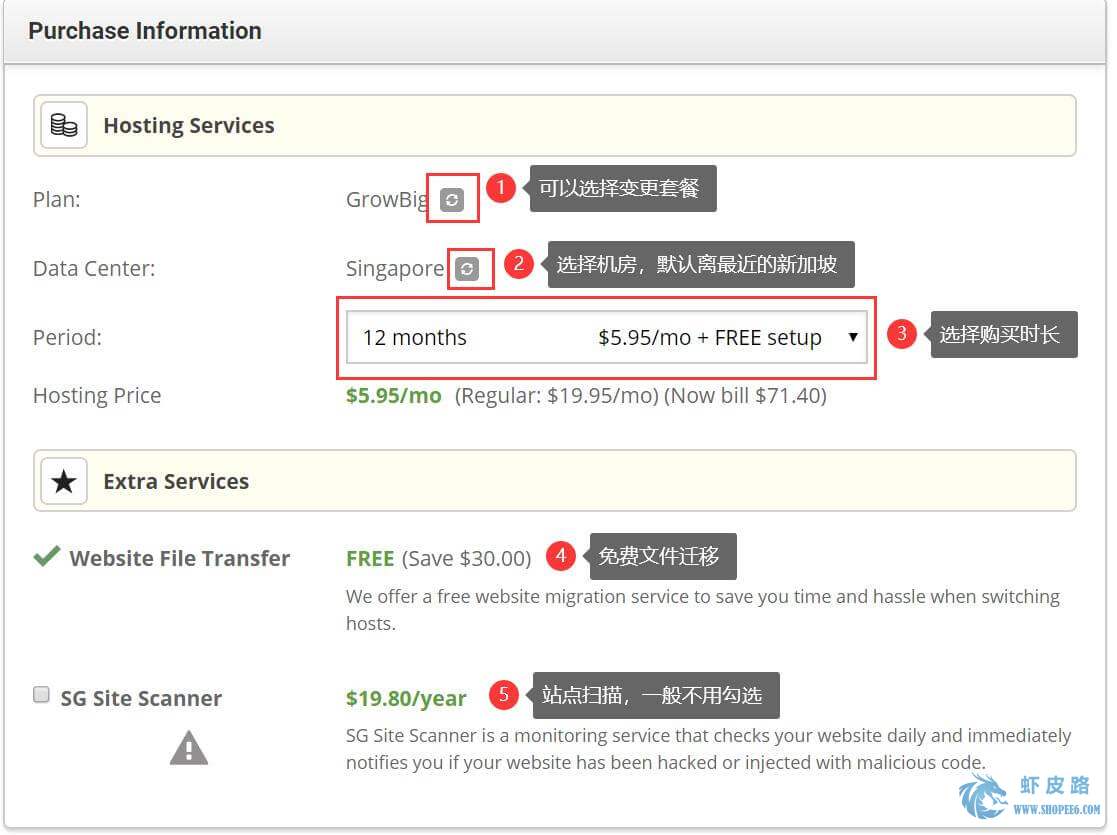 Purchase Information
Hosting Services
Plan: GrowBig 1 可以选择变更套餐
Data Center: Singapore 2 选择机房，默认离最近的新加坡
Period: 12 months $5.95/mo + FREE setup 3 选择购买时长
Hosting Price $5.95/mo (Regular: $19.95/mo) (Now bill $71.40)
Extra Services
Website File Transfer FREE (Save $30.00) 4 免费文件迁移
We offer a free website migration service to save you time and hassle when switching
hosts.
SG Site Scanner $19.80/year 5 站点扫描，一般不用勾选
SG Site Scanner is a monitoring service that checks your website daily and immediately
notifies you if your website has been hacked or injected with malicious code.
虾皮路
WWW.SHOPEE6.COM